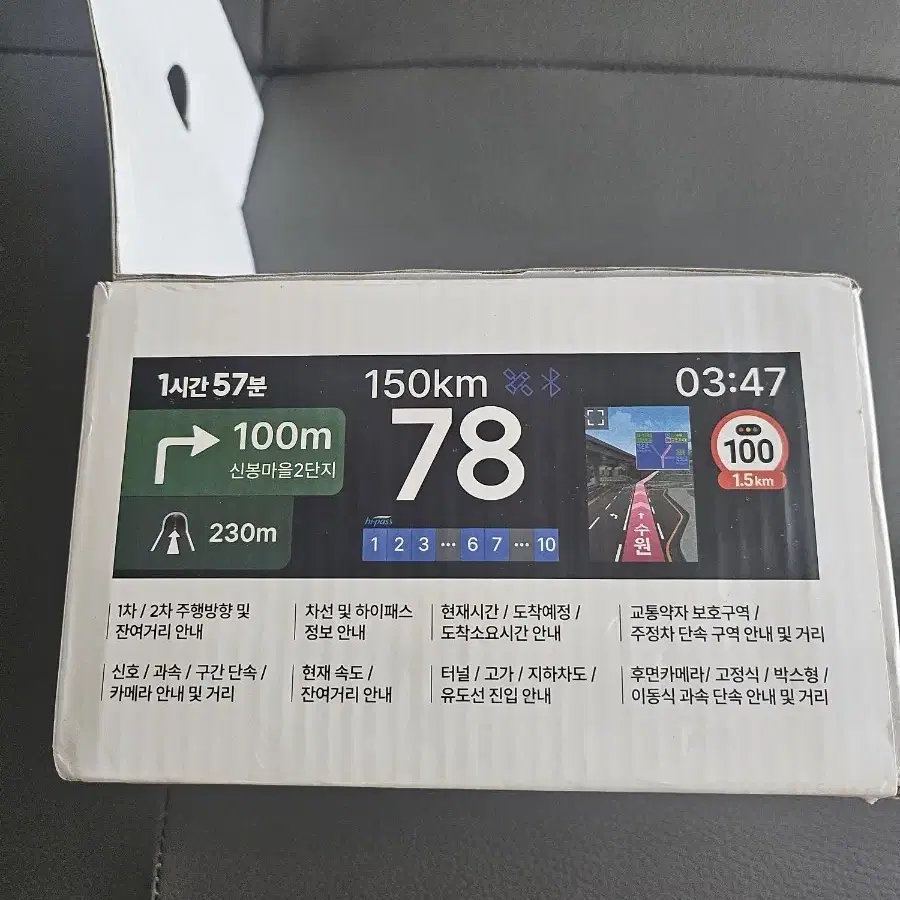 1시간 57분
150km
03:47
100m
신봉마을2단지
230m
78
hi-pass
1 2 3 ••• 6 7 ••• 10
수원
100
1.5km
1차 / 2차 주행방향 및
잔여거리 안내
차선 및 하이패스
정보 안내
현재시간 / 도착예정 /
도착소요시간 안내
교통약자 보호구역 /
주정차 단속 구역 안내 및 거리
신호 / 과속 / 구간 단속 /
카메라 안내 및 거리
현재 속도 /
잔여거리 안내
터널 / 고가 / 지하차도 /
유도선 진입 안내
후면카메라/ 고정식 / 박스형 /
이동식 과속 단속 안내 및 거리